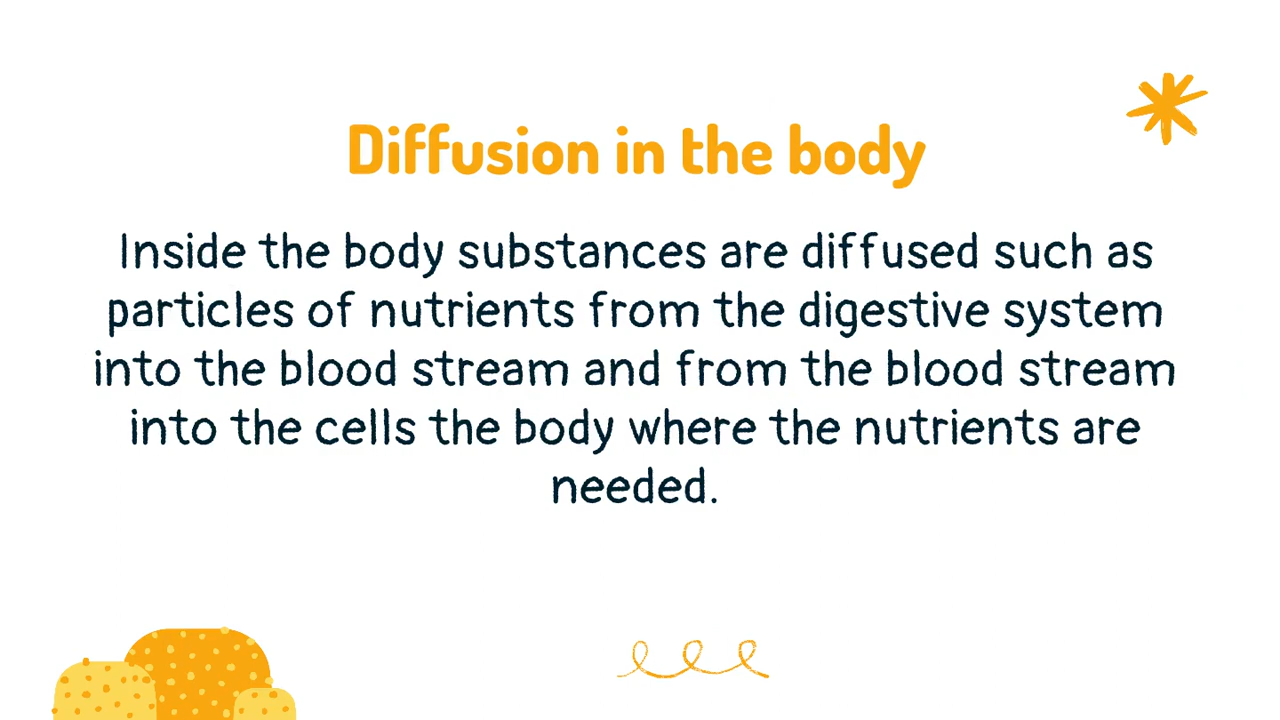 Diffusion in the body
Inside the body substances are diffused such as
particles of nutrients from the digestive system
into the blood stream and from the blood stream
into the cells the body where the nutrients are
needed.